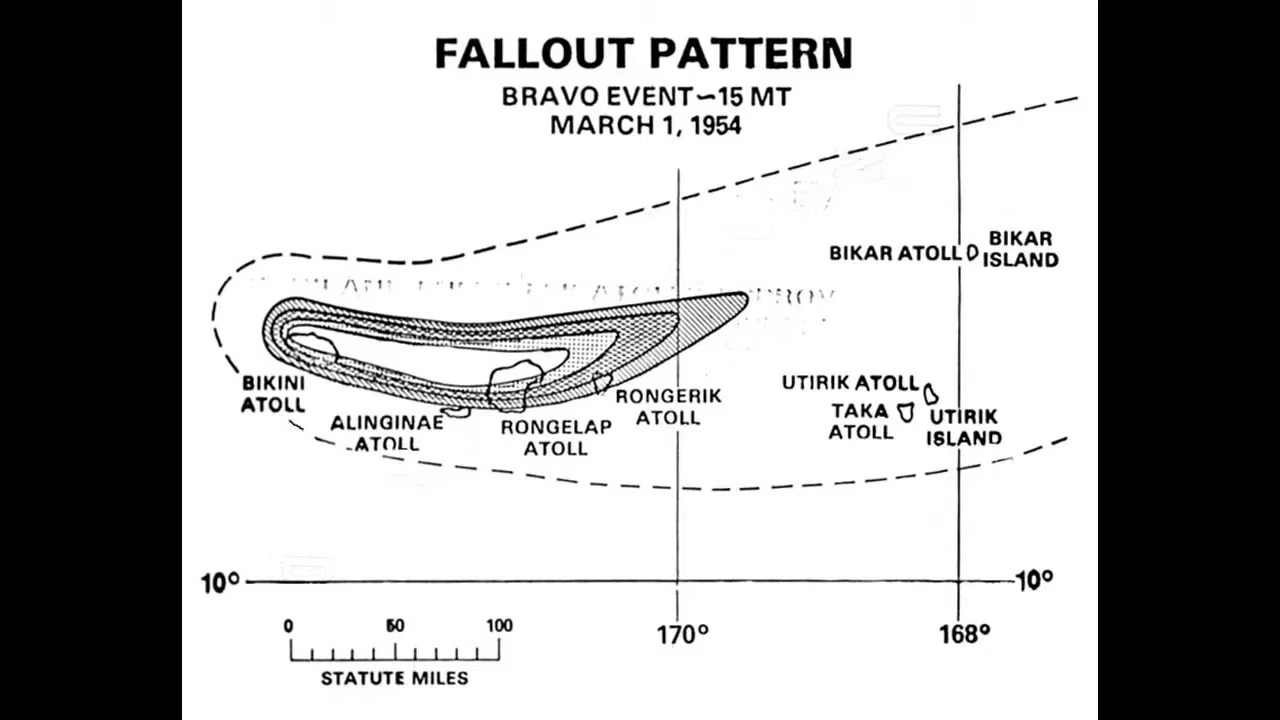 FALLOUT PATTERN
BRAVO EVENT~15 MT
MARCH 1, 1954
BIKAR ATOLL
BIKAR
ISLAND
BIKINI
ATOLL
ALINGINAE
ATOLL
RONGELAP
ATOLL
RONGERIK
ATOLL
UTIRIK ATOLL
TAKA
ATOLL
UTIRIK
ISLAND
10°
10°
170°
168°
0 50 100
STATUTE MILES